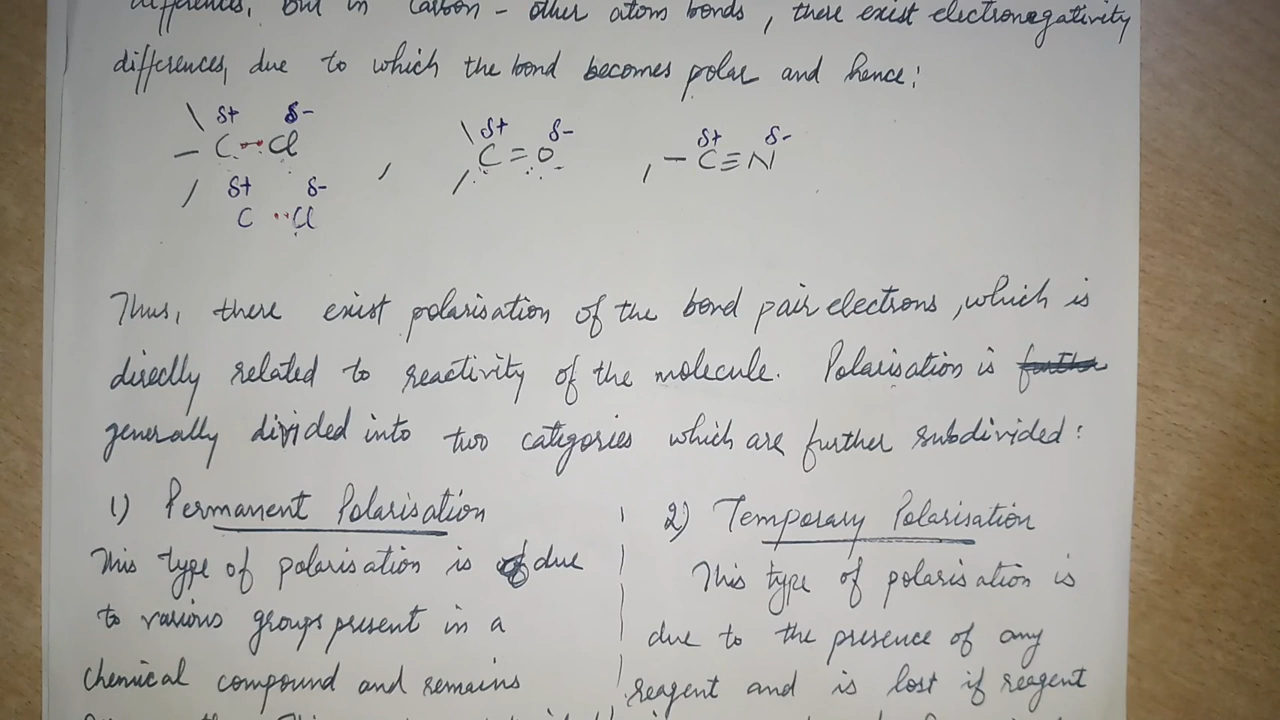 differences, but in Carbon - other atom bonds, there exist electronegativity
differences, due to which the bond becomes polar and hence:
δ+ δ-
C Cl
δ+ δ-
C Cl
,
δ+ δ-
C=O
,
δ+ δ-
-C≡N
Thus, there exist polarisation of the bond pair electrons, which is
directly related to reactivity of the molecule. Polarisation is
generally divided into two categories which are further subdivided:
1) Permanent Polarisation
This type of polarisation is due
to various groups present in a
chemical compound and remains
2) Temporary Polarisation
This type of polarisation is
due to the presence of any
reagent and is lost if reagent